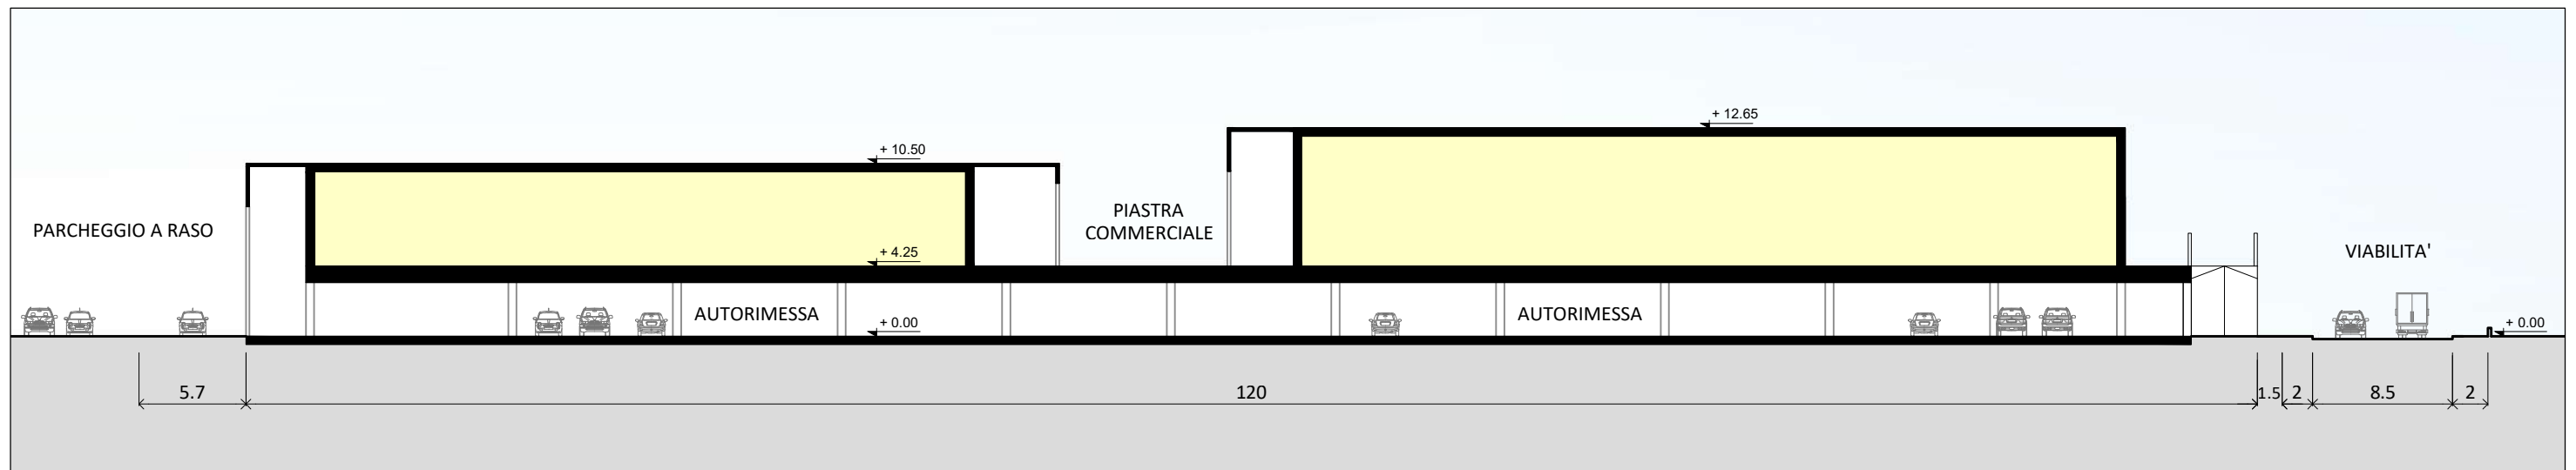 + 12.65
+ 10.50
PIASTRA
COMMERCIALE
PARCHEGGIO A RASO
VIABILITA'
+ 4.25
AUTORIMESSA
AUTORIMESSA
+ 0.00
+ 0.00
5.7
120
1.5
2
8.5
2